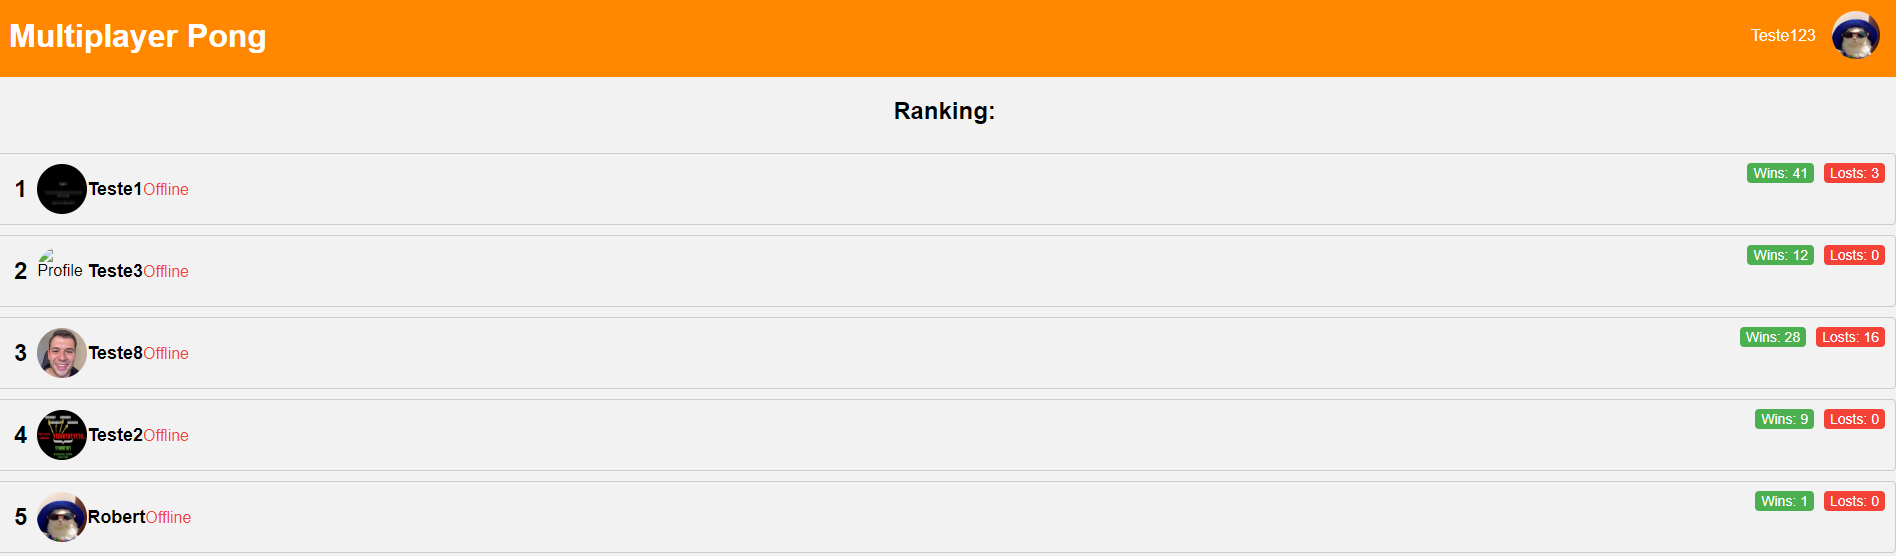 Multiplayer Pong
Teste123
Ranking:
1 Teste1Offline Wins: 41 Losts: 3
2 Profile Teste3Offline Wins: 12 Losts: 0
3 Teste8Offline Wins: 28 Losts: 16
4 Teste2Offline Wins: 9 Losts: 0
5 RobertOffline Wins: 1 Losts: 0